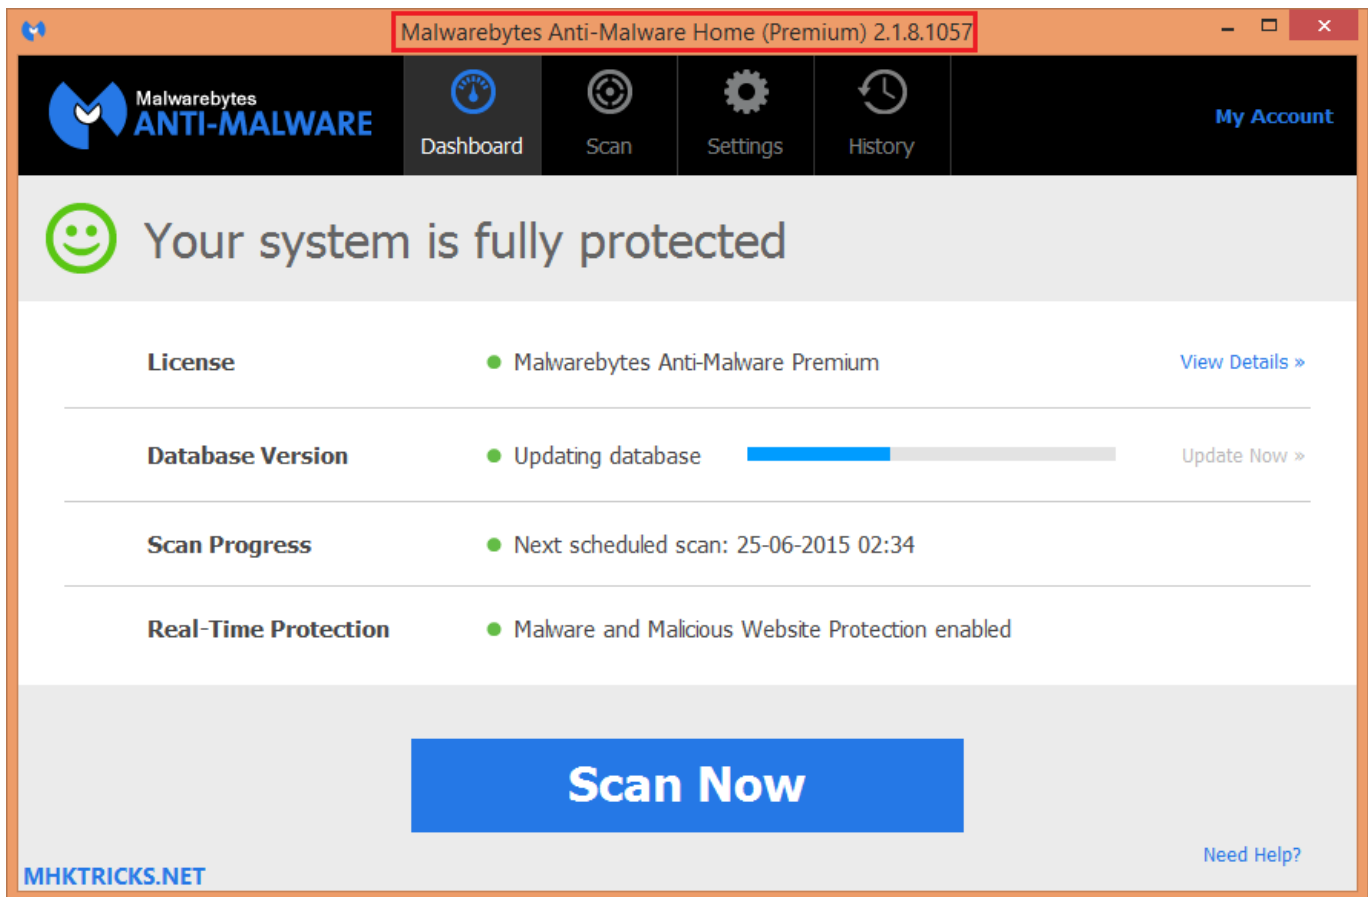 Malwarebytes Anti-Malware Home (Premium) 2.1.8.1057
Malwarebytes
ANTI-MALWARE
Dashboard
Scan
Settings
History
My Account
Your system is fully protected
License
Malwarebytes Anti-Malware Premium
View Details »
Database Version
Updating database
Update Now »
Scan Progress
Next scheduled scan: 25-06-2015 02:34
Real-Time Protection
Malware and Malicious Website Protection enabled
Scan Now
Need Help?
MHKTRICKS.NET